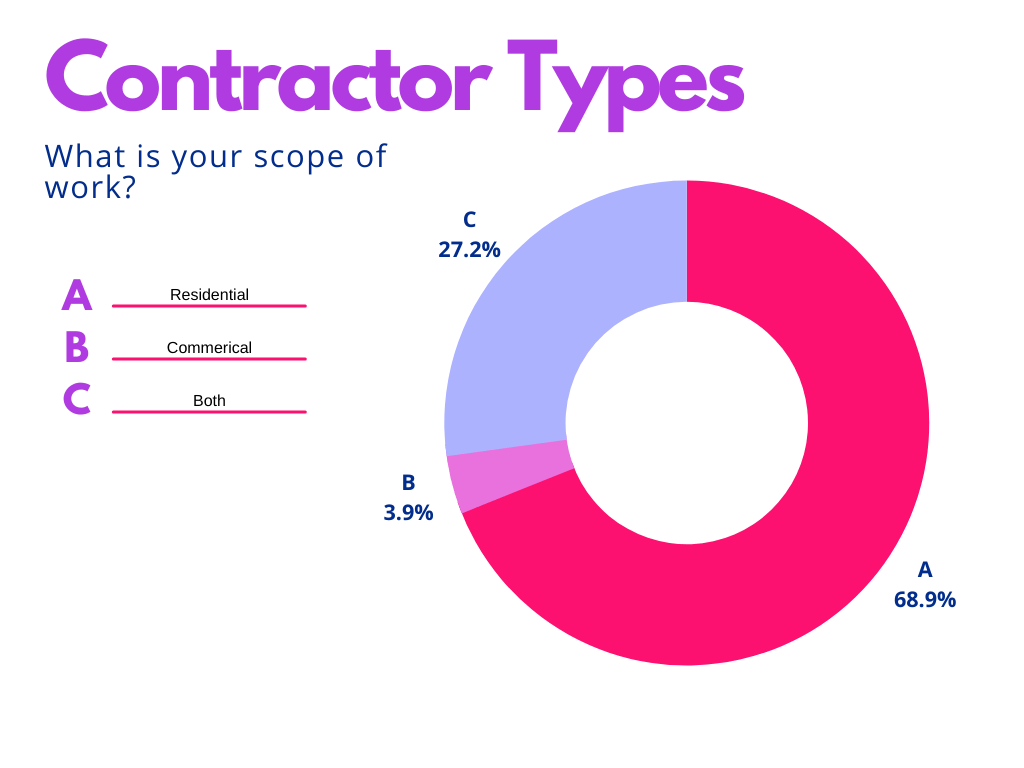 Contractor Types
What is your scope of
work?
A Residential
B Commerical
C Both
C
27.2%
B
3.9%
A
68.9%